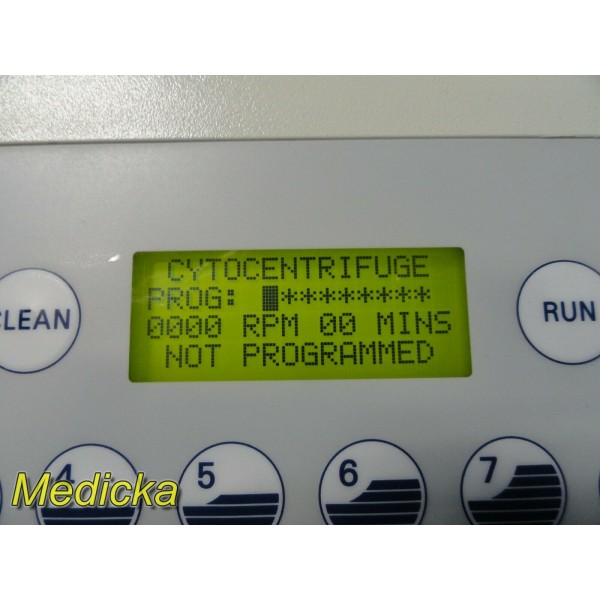 CYTOCENTRIFUGE
PROG: ********
0000 RPM 00 MINS
NOT PROGRAMMED
CLEAN
RUN
4
5
6
7
Medicka